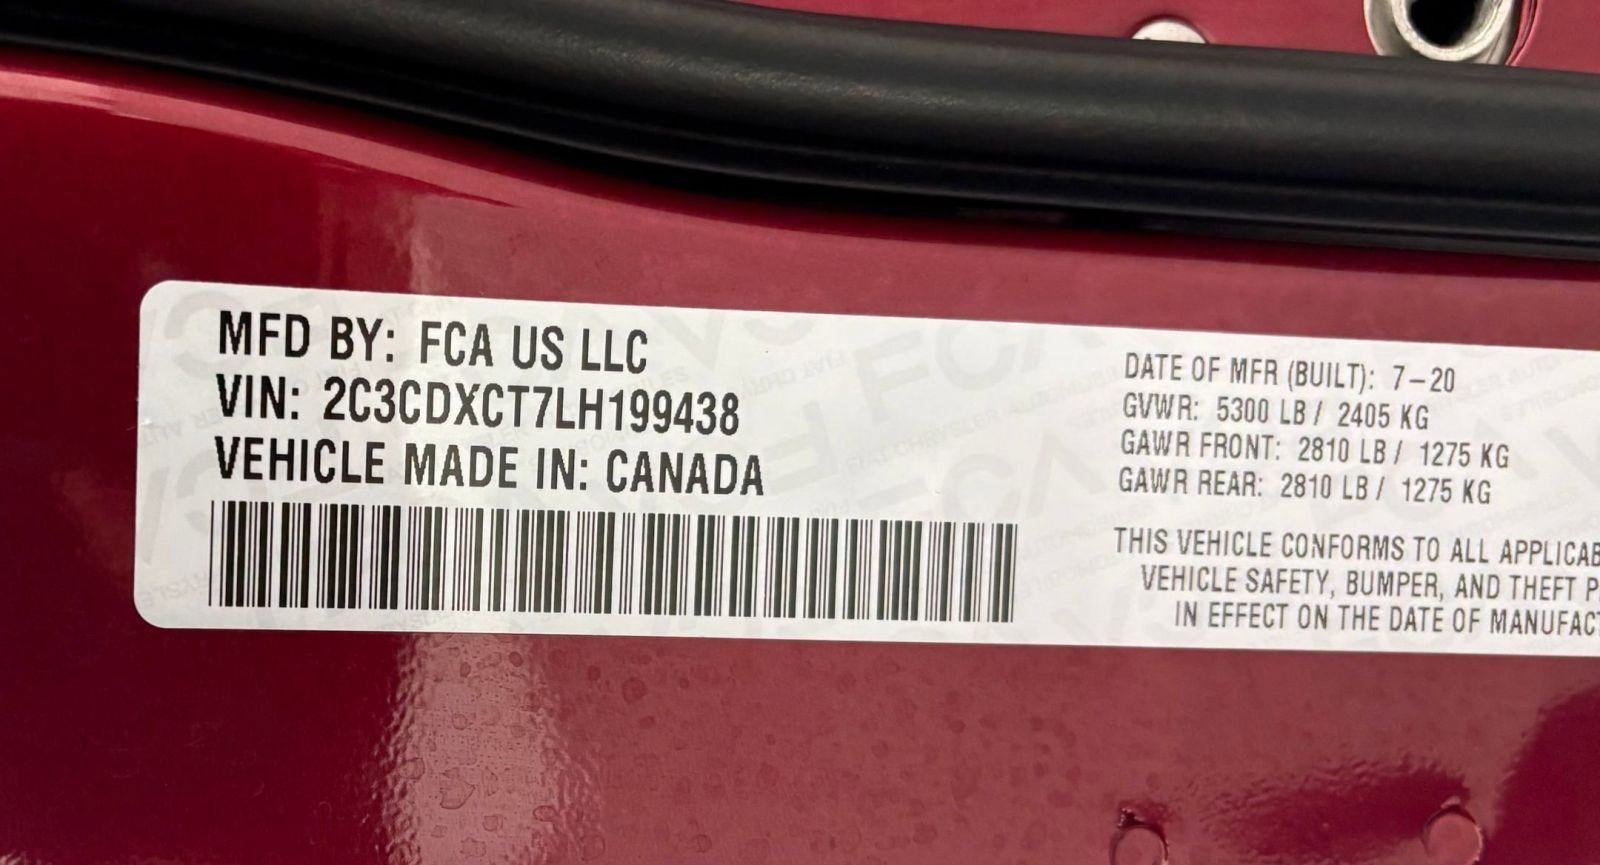 MFD BY: FCA US LLC
VIN: 2C3CDXCT7LH199438
VEHICLE MADE IN: CANADA
DATE OF MFR (BUILT): 7-20
GVWR: 5300 LB / 2405 KG
GAWR FRONT: 2810 LB / 1275 KG
GAWR REAR: 2810 LB / 1275 KG
THIS VEHICLE CONFORMS TO ALL APPLICAB
VEHICLE SAFETY, BUMPER, AND THEFT P
IN EFFECT ON THE DATE OF MANUFACT